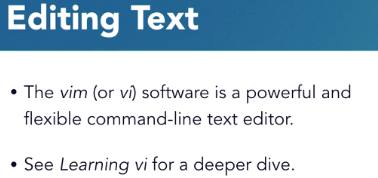 Editing Text
• The vim (or vi) software is a powerful and
flexible command-line text editor.
• See Learning vi for a deeper dive.